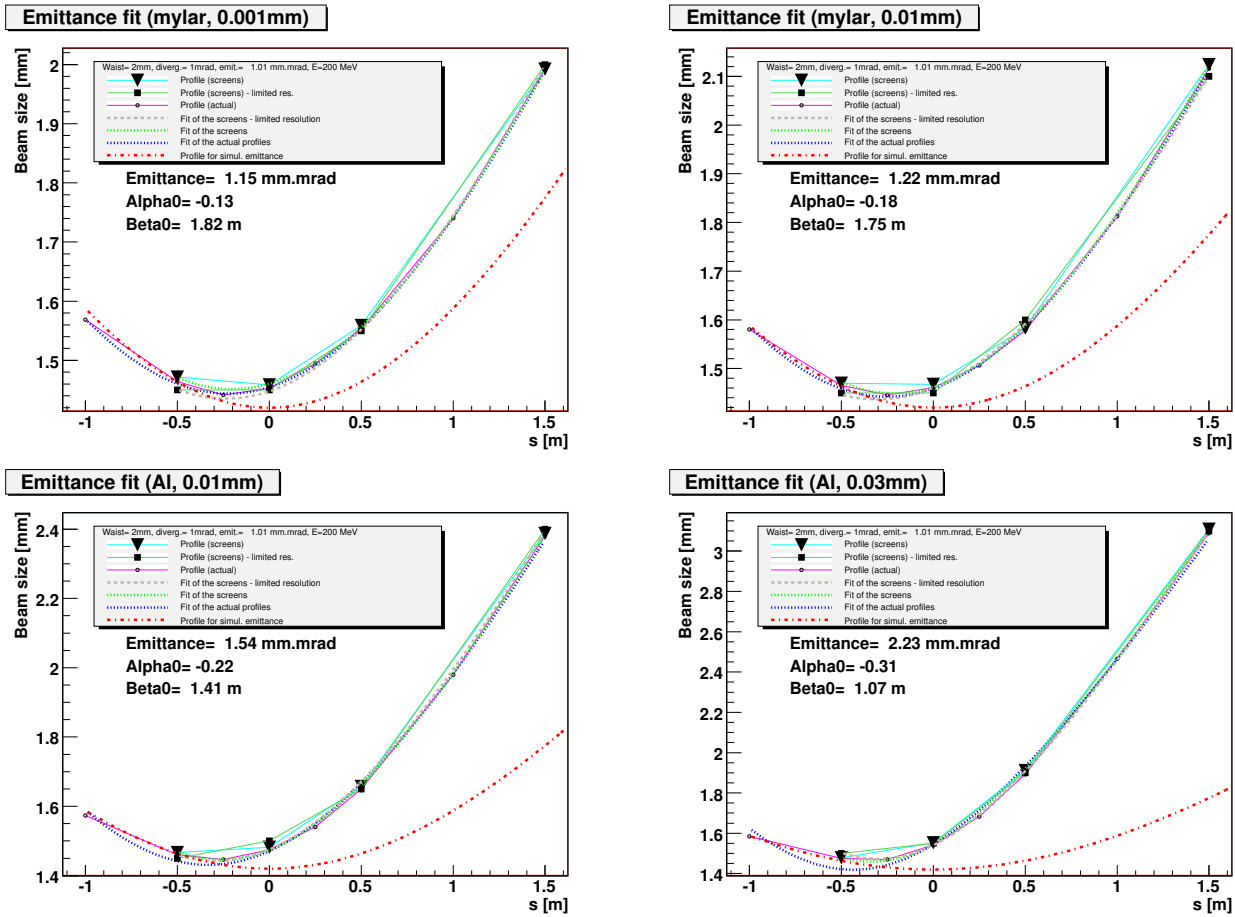 Emittance fit (mylar, 0.001mm)
Beam size [mm]
2
1.9
1.8
1.7
1.6
1.5
Waist= 2mm, diverg.= 1mrad, emit.= 1.01 mm.mrad, E=200 MeV
Profile (screens)
Profile (screens) - limited res.
Profile (actual)
Fit of the screens - limited resolution
Fit of the screens
Fit of the actual profiles
Profile for simul. emittance
Emittance= 1.15 mm.mrad
Alpha0= -0.13
Beta0= 1.82 m
-1 -0.5 0 0.5 1 1.5
s [m]
Emittance fit (mylar, 0.01mm)
Beam size [mm]
2.1
2
1.9
1.8
1.7
1.6
1.5
Waist= 2mm, diverg.= 1mrad, emit.= 1.01 mm.mrad, E=200 MeV
Profile (screens)
Profile (screens) - limited res.
Profile (actual)
Fit of the screens - limited resolution
Fit of the screens
Fit of the actual profiles
Profile for simul. emittance
Emittance= 1.22 mm.mrad
Alpha0= -0.18
Beta0= 1.75 m
-1 -0.5 0 0.5 1 1.5
s [m]
Emittance fit (Al, 0.01mm)
Beam size [mm]
2.4
2.2
2
1.8
1.6
1.4
Waist= 2mm, diverg.= 1mrad, emit.= 1.01 mm.mrad, E=200 MeV
Profile (screens)
Profile (screens) - limited res.
Profile (actual)
Fit of the screens - limited resolution
Fit of the screens
Fit of the actual profiles
Profile for simul. emittance
Emittance= 1.54 mm.mrad
Alpha0= -0.22
Beta0= 1.41 m
-1 -0.5 0 0.5 1 1.5
s [m]
Emittance fit (Al, 0.03mm)
Beam size [mm]
3
2.8
2.6
2.4
2.2
2
1.8
1.6
1.4
Waist= 2mm, diverg.= 1mrad, emit.= 1.01 mm.mrad, E=200 MeV
Profile (screens)
Profile (screens) - limited res.
Profile (actual)
Fit of the screens - limited resolution
Fit of the screens
Fit of the actual profiles
Profile for simul. emittance
Emittance= 2.23 mm.mrad
Alpha0= -0.31
Beta0= 1.07 m
-1 -0.5 0 0.5 1 1.5
s [m]